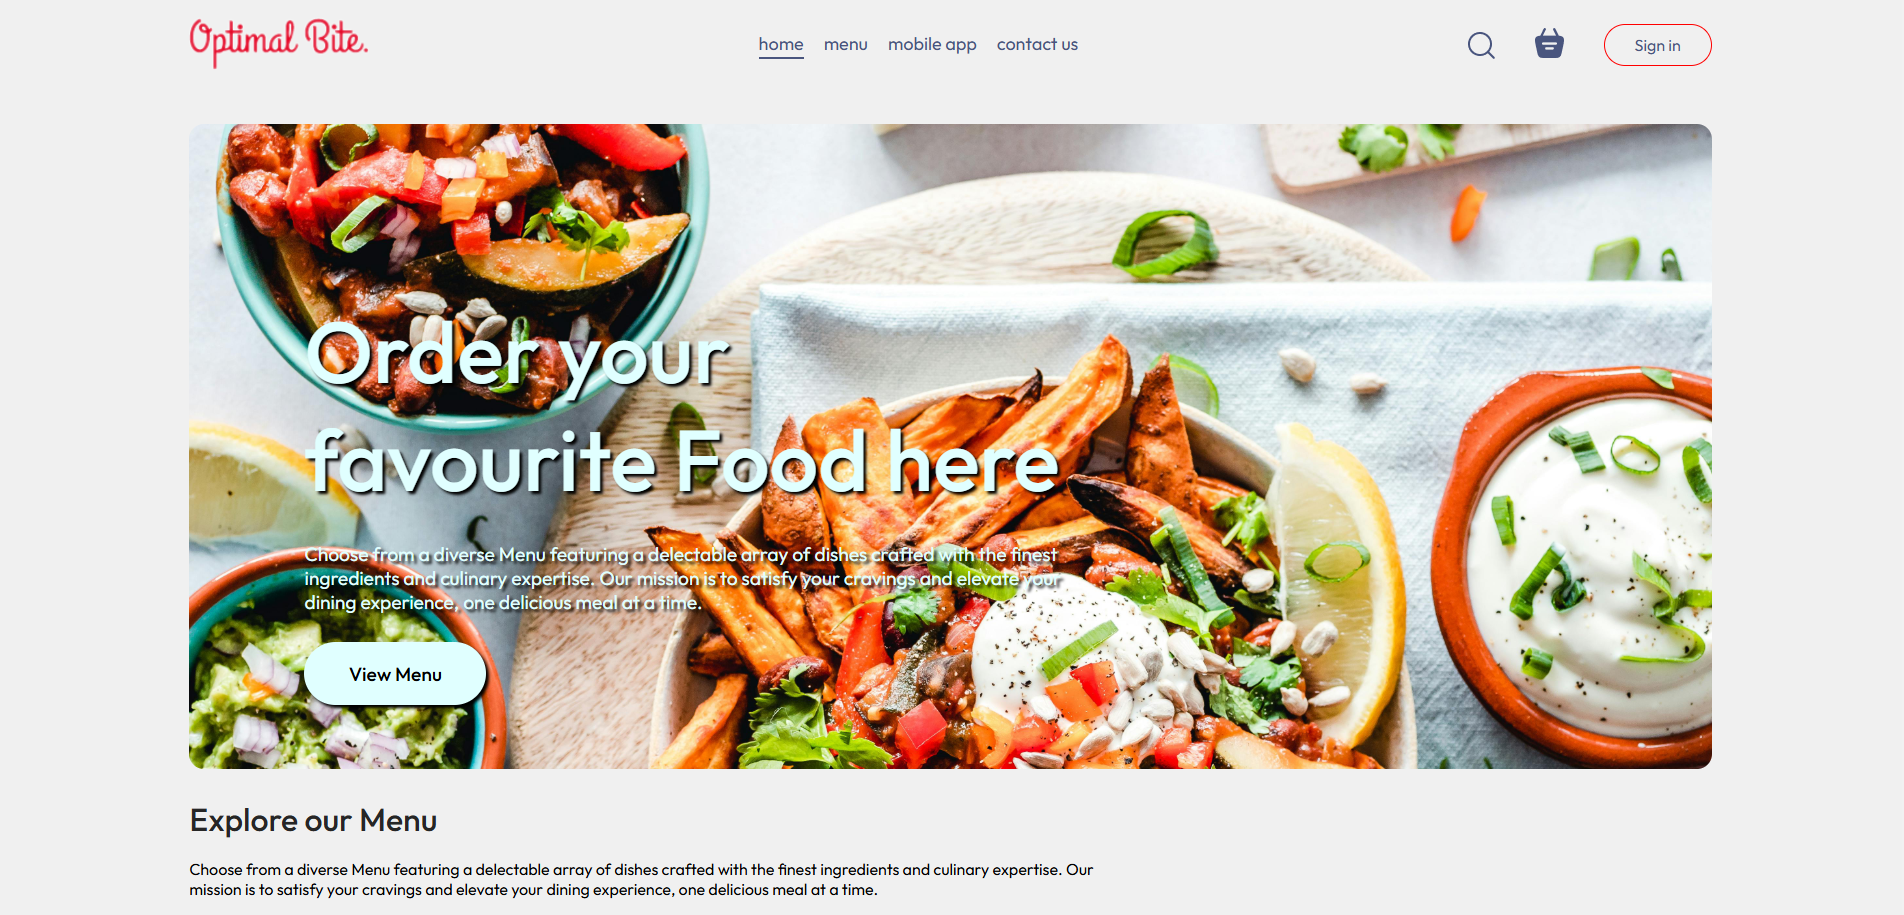 Optimal Bite.
home menu mobile app contact us
Sign in
Order your
favourite Food here
Choose from a diverse Menu featuring a delectable array of dishes crafted with the finest
ingredients and culinary expertise. Our mission is to satisfy your cravings and elevate your
dining experience, one delicious meal at a time.
View Menu
Explore our Menu
Choose from a diverse Menu featuring a delectable array of dishes crafted with the finest ingredients and culinary expertise. Our
mission is to satisfy your cravings and elevate your dining experience, one delicious meal at a time.